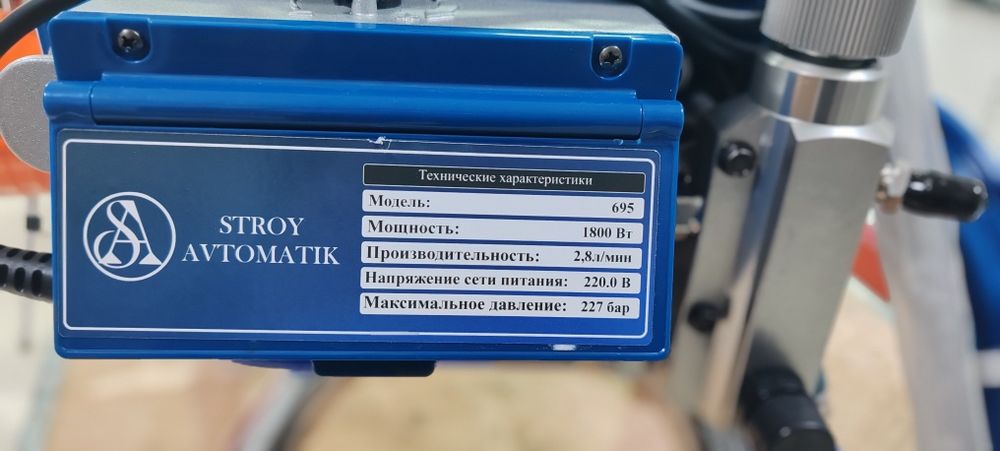 SA
STROY
AVTOMATIK
Технические характеристики
Модель: 695
Мощность: 1800 Вт
Производительность: 2,8л/мин
Напряжение сети питания: 220.0 В
Максимальное давление: 227 бар